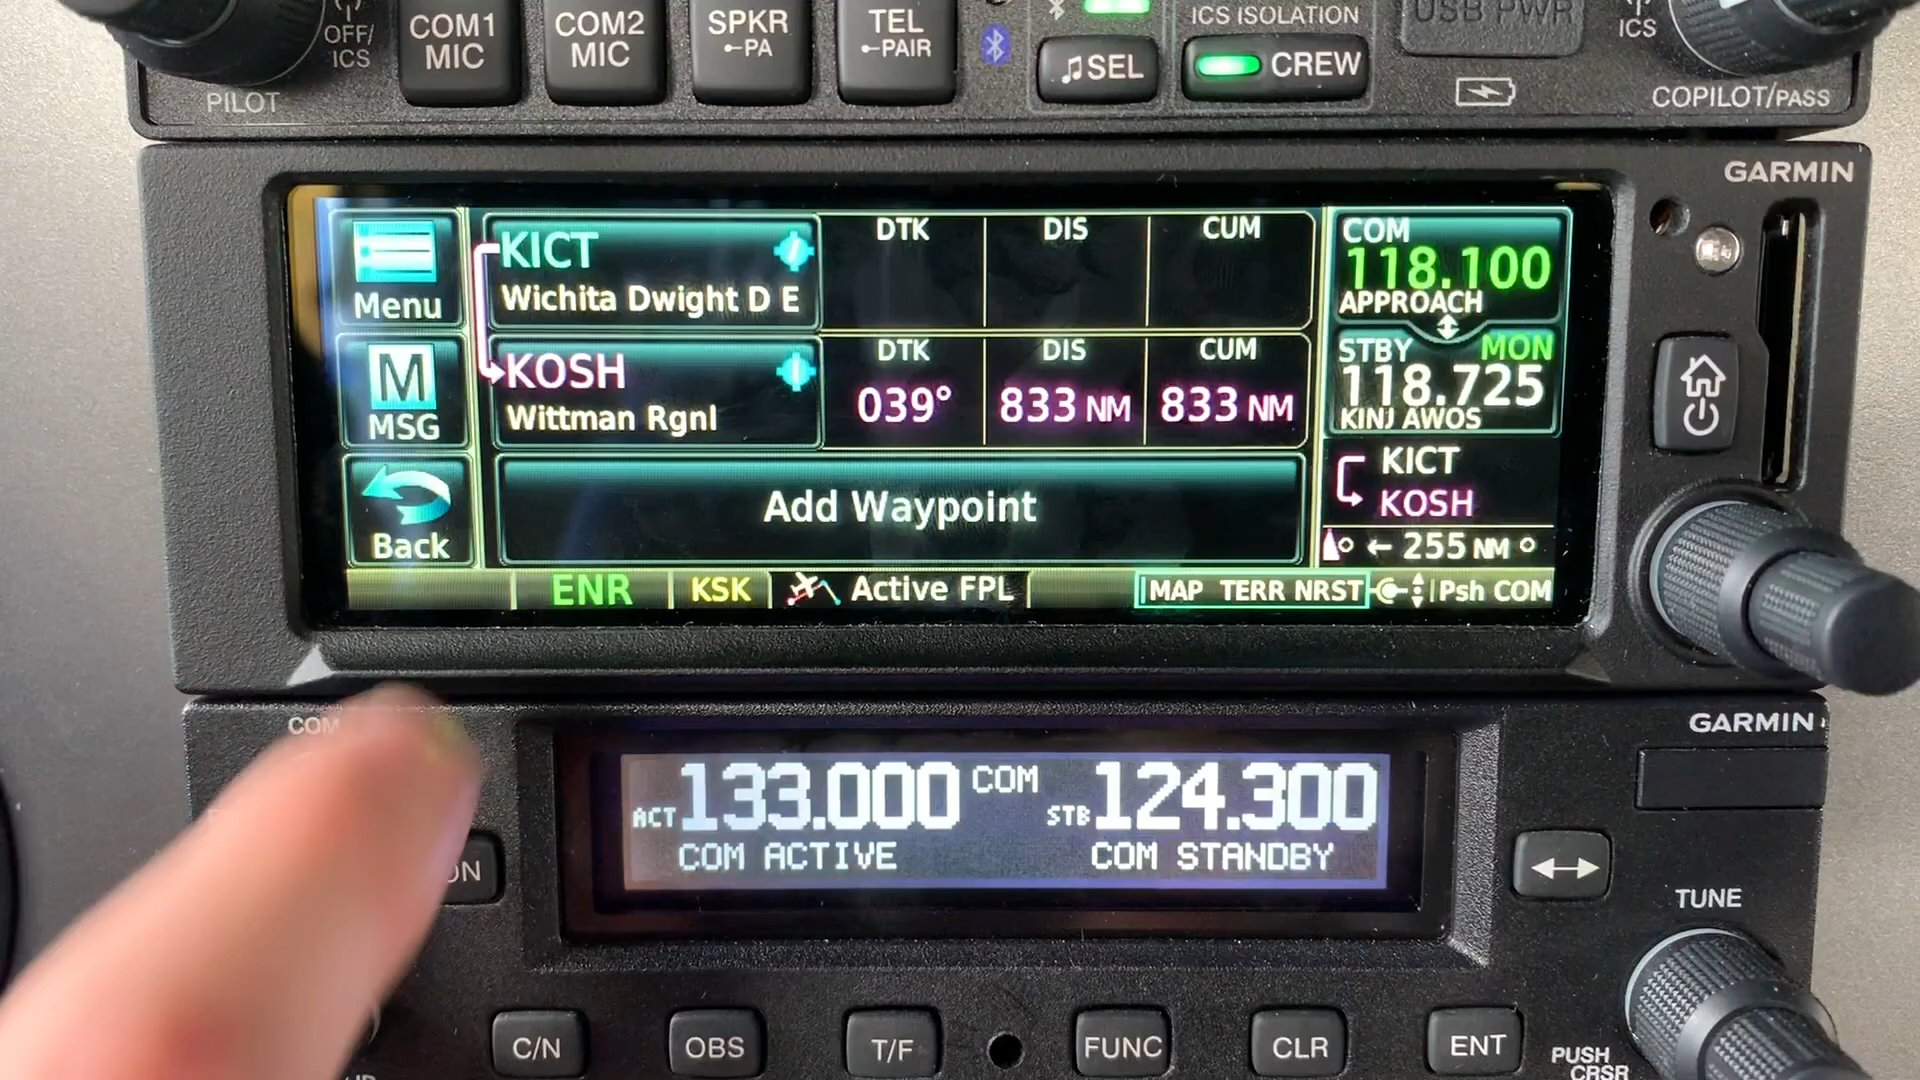 OFF/
ICS
PILOT
COM1
MIC
COM2
MIC
SPKR
PA
TEL
PAIR
SEL
ICS ISOLATION
CREW
USB PWR
ICS
COPILOT/PASS
GARMIN
Menu
KICT
Wichita Dwight D E
DTK
DIS
CUM
COM
118.100
APPROACH
M
MSG
KOSH
Wittman Rgnl
DTK
039°
DIS
833 NM
CUM
833 NM
STBY MON
118.725
KINJ AWOS
Back
Add Waypoint
KICT
KOSH
255 NM
ENR
KSK
Active FPL
MAP TERR NRST
Psh COM
COM
GARMIN
ACT 133.000 COM STB 124.300
COM ACTIVE
COM STANDBY
TUNE
C/N
OBS
T/F
FUNC
CLR
ENT
PUSH
CRSR